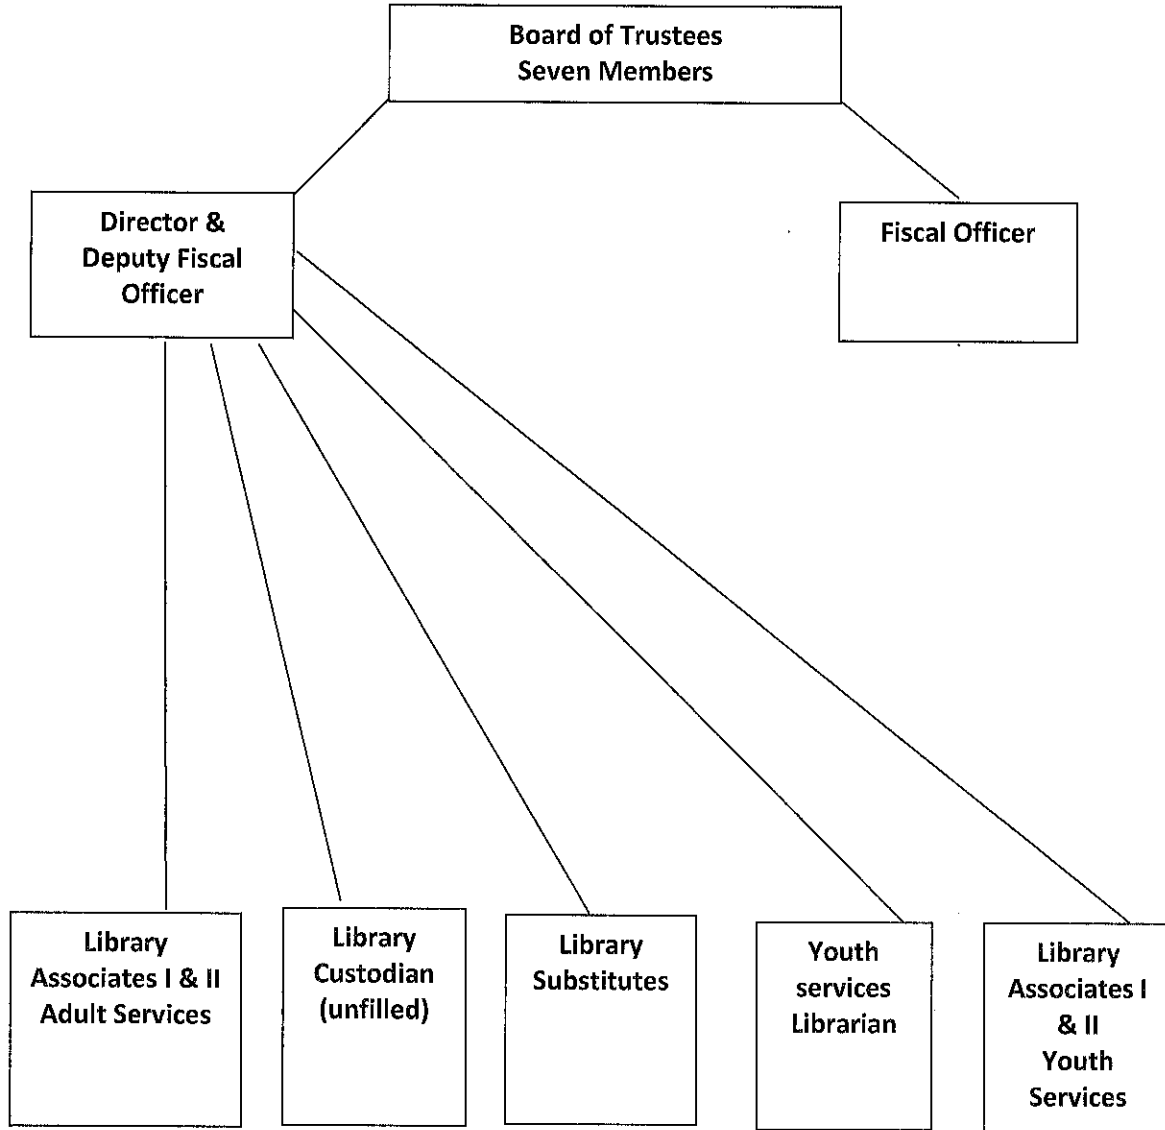 Board of Trustees
Seven Members
Director &
Deputy Fiscal
Officer
Fiscal Officer
Library
Associates I & II
Adult Services
Library
Custodian
(unfilled)
Library
Substitutes
Youth
services
Librarian
Library
Associates I
& II
Youth
Services